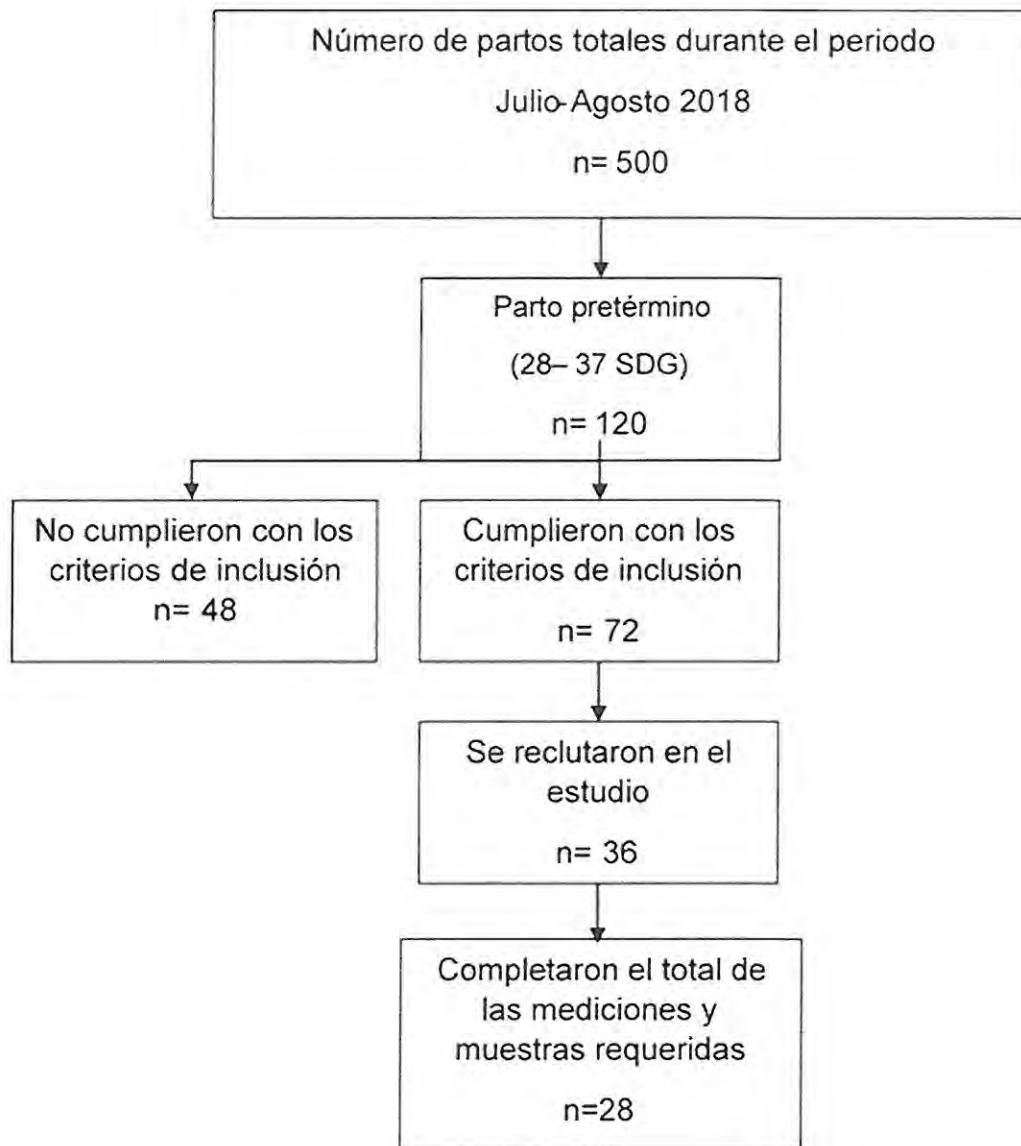 Número de partos totales durante el periodo
Julio-Agosto 2018
n= 500
Parto pretérmino
(28– 37 SDG)
n= 120
No cumplieron con los
criterios de inclusión
n= 48
Cumplieron con los
criterios de inclusión
n= 72
Se reclutaron en el
estudio
n= 36
Completaron el total de
las mediciones y
muestras requeridas
n=28